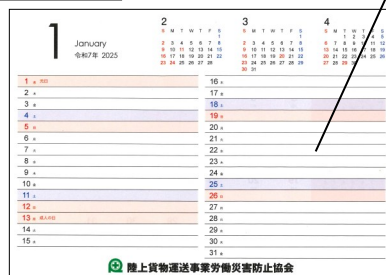 1
January
令和7年 2025
2
S M T W T F S
1
2 3 4 5 6 7 8
9 10 11 12 13 14 15
16 17 18 19 20 21 22
23 24 25 26 27 28
3
S M T W T F S
1
2 3 4 5 6 7 8
9 10 11 12 13 14 15
16 17 18 19 20 21 22
23 24 25 26 27 28 29
30 31
4
S M T W T F S
1 2 3 4 5
6 7 8 9 10 11 12
13 14 15 16 17 18 19
20 21 22 23 24 25 26
27 28 29 30
1 水 元日
2 木
3 金
4 土
5 日
6 月
7 火
8 水
9 木
10 金
11 土
12 日
13 月 成人の日
14 火
15 水
16 木
17 金
18 土
19 日
20 月
21 火
22 水
23 木
24 金
25 土
26 日
27 月
28 火
29 水
30 木
31 金
陸上貨物運送事業労働災害防止協会